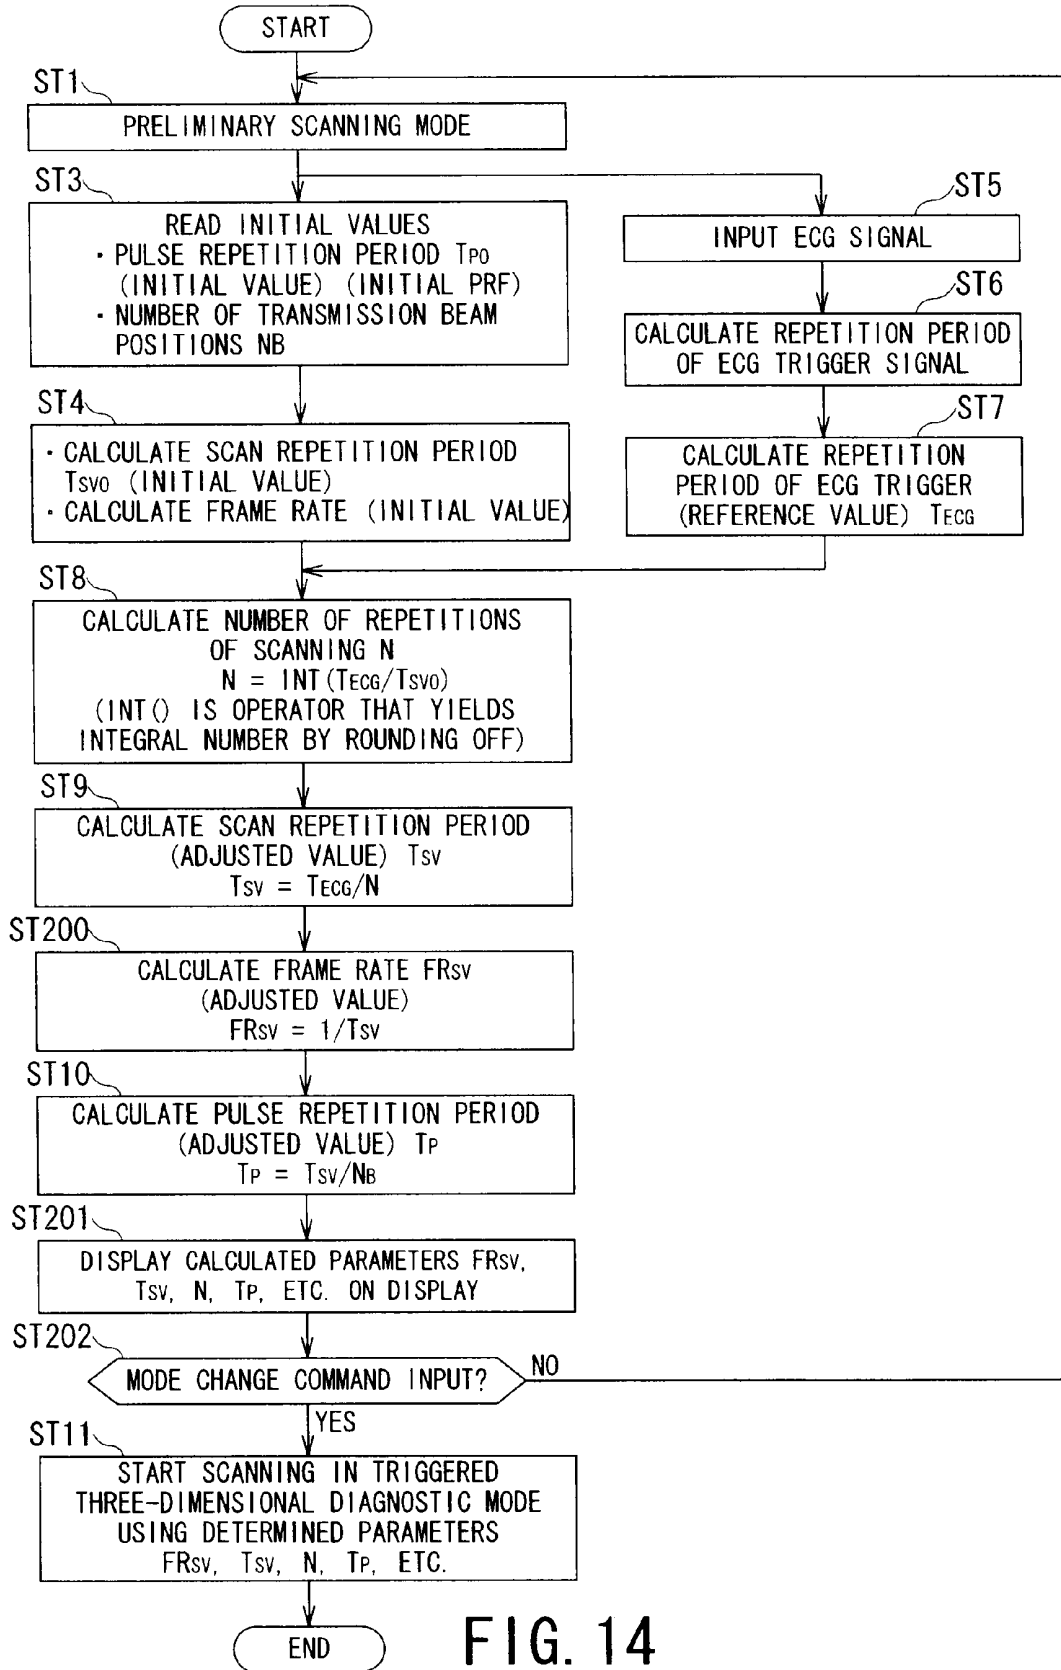 START
ST1
PRELIMINARY SCANNING MODE
ST3
READ INITIAL VALUES
· PULSE REPETITION PERIOD TP0
(INITIAL VALUE) (INITIAL PRF)
· NUMBER OF TRANSMISSION BEAM
POSITIONS NB
ST4
· CALCULATE SCAN REPETITION PERIOD
TSV0 (INITIAL VALUE)
· CALCULATE FRAME RATE (INITIAL VALUE)
ST5
INPUT ECG SIGNAL
ST6
CALCULATE REPETITION PERIOD
OF ECG TRIGGER SIGNAL
ST7
CALCULATE REPETITION
PERIOD OF ECG TRIGGER
(REFERENCE VALUE) TECG
ST8
CALCULATE NUMBER OF REPETITIONS
OF SCANNING N
N = INT(TECG/TSV0)
(INT() IS OPERATOR THAT YIELDS
INTEGRAL NUMBER BY ROUNDING OFF)
ST9
CALCULATE SCAN REPETITION PERIOD
(ADJUSTED VALUE) TSV
TSV = TECG/N
ST200
CALCULATE FRAME RATE FRSV
(ADJUSTED VALUE)
FRSV = 1/TSV
ST10
CALCULATE PULSE REPETITION PERIOD
(ADJUSTED VALUE) TP
TP = TSV/NB
ST201
DISPLAY CALCULATED PARAMETERS FRSV,
TSV, N, TP, ETC. ON DISPLAY
ST202
MODE CHANGE COMMAND INPUT?
NO
YES
ST11
START SCANNING IN TRIGGERED
THREE-DIMENSIONAL DIAGNOSTIC MODE
USING DETERMINED PARAMETERS
FRSV, TSV, N, TP, ETC.
END
FIG. 14